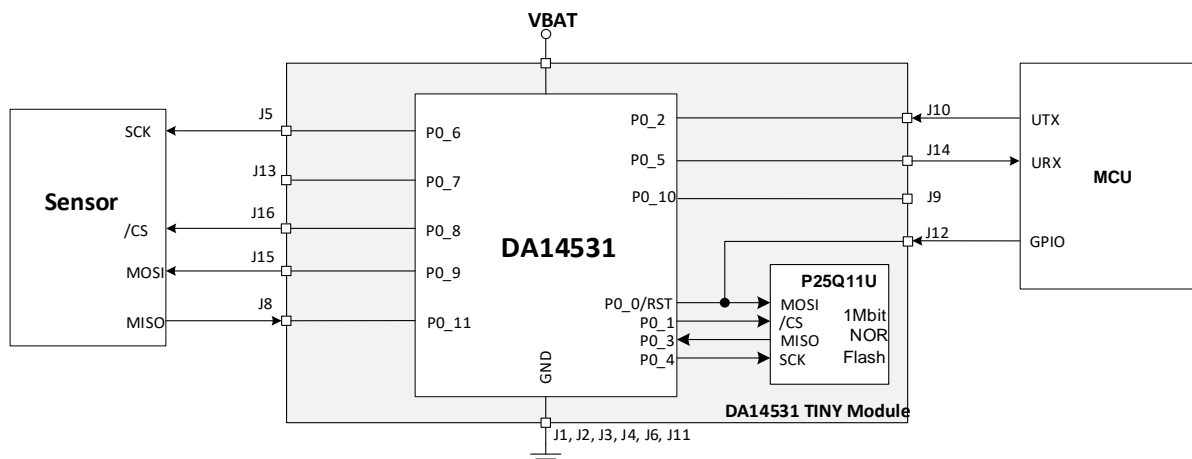 VBAT
Sensor
SCK
/CS
MOSI
MISO
J5
J13
J16
J15
J8
P0_6
P0_7
P0_8
P0_9
P0_11
DA14531
GND
P0_2
P0_5
P0_10
P0_0/RST
P0_1
P0_3
P0_4
P25Q11U
MOSI
/CS
MISO
SCK
1Mbit
NOR
Flash
DA14531 TINY Module
J10
J14
J9
J12
UTX
URX
GPIO
MCU
J1, J2, J3, J4, J6, J11